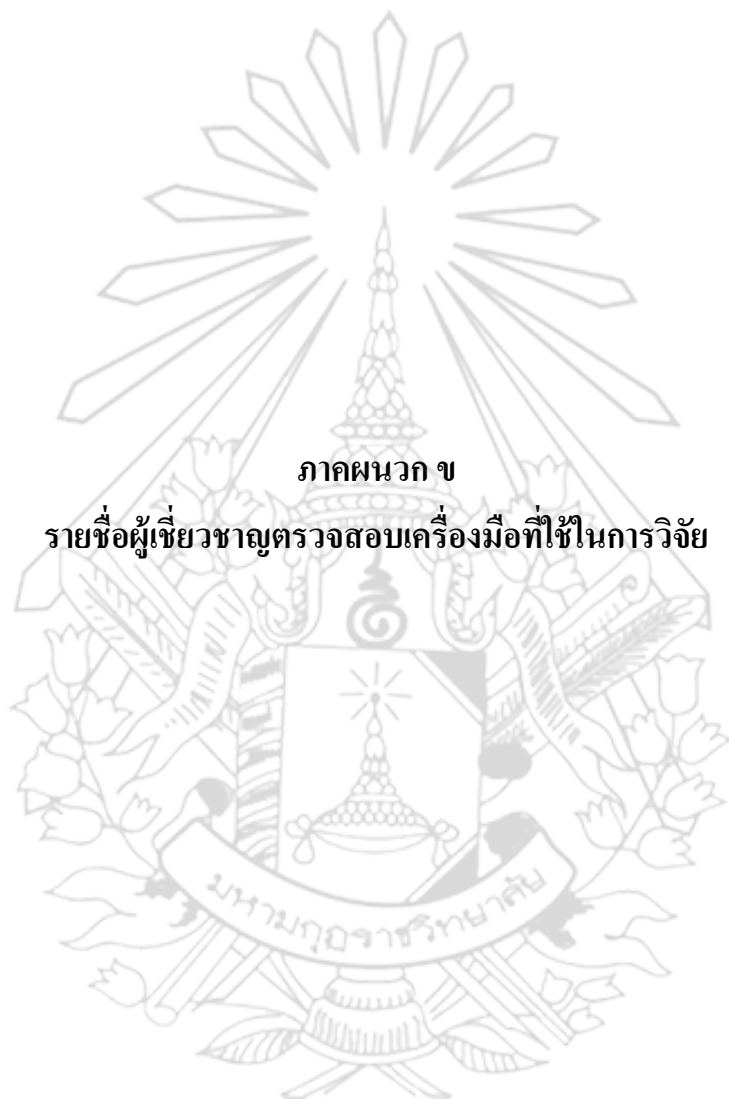 ภาคผนวก ข
รายชื่อผู้เชี่ยวชาญตรวจสอบเครื่องมือที่ใช้ในการวิจัย
มหามกุฏราชวิทยาลัย